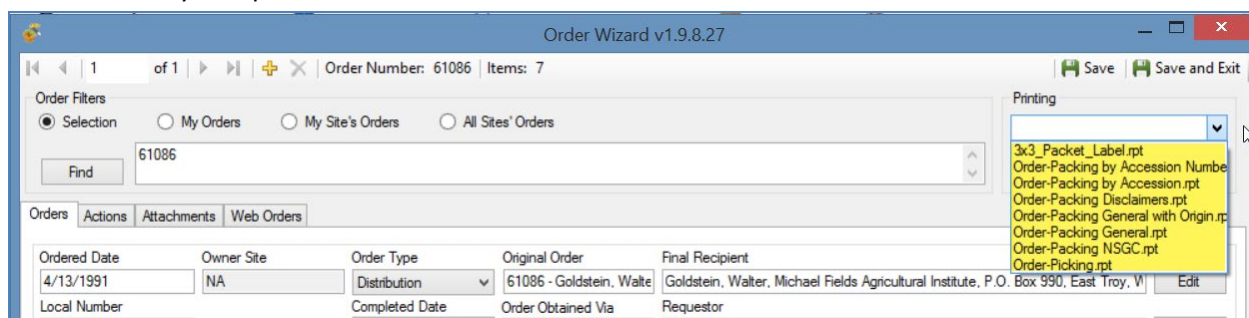 Order Wizard v1.9.8.27
1 of 1 Order Number: 61086 Items: 7 Save Save and Exit
Order Filters Printing
Selection My Orders My Site's Orders All Sites' Orders
Find 61086
3x3_Packet_Label.rpt
Order-Packing by Accession Numbe
Order-Packing by Accession.rpt
Order-Packing Disclaimers.rpt
Order-Packing General with Origin.rp
Order-Packing General.rpt
Order-Packing NSGC.rpt
Order-Picking.rpt
Orders Actions Attachments Web Orders
Ordered Date Owner Site Order Type Original Order Final Recipient
4/13/1991 NA Distribution 61086 - Goldstein, Walte Goldstein, Walter, Michael Fields Agricultural Institute, P.O. Box 990, East Troy, W Edit
Local Number Completed Date Order Obtained Via Requestor